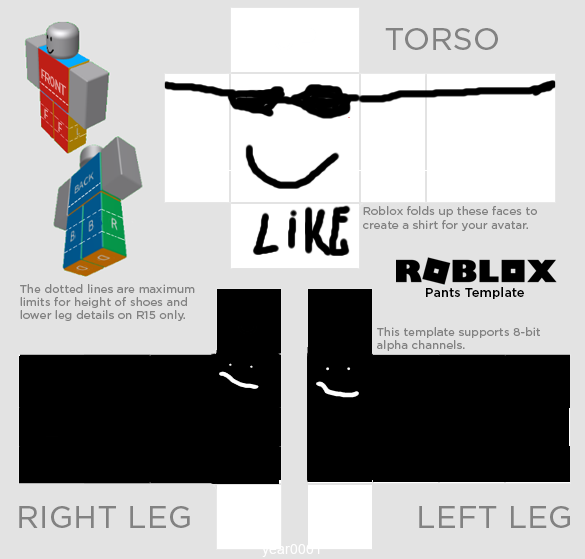 TORSO
FRONT
F
F
L
BACK
B
B
R
LiKE
Roblox folds up these faces to
create a shirt for your avatar.
ROBLOX
Pants Template
The dotted lines are maximum
limits for height of shoes and
lower leg details on R15 only.
This template supports 8-bit
alpha channels.
RIGHT LEG
LEFT LEG